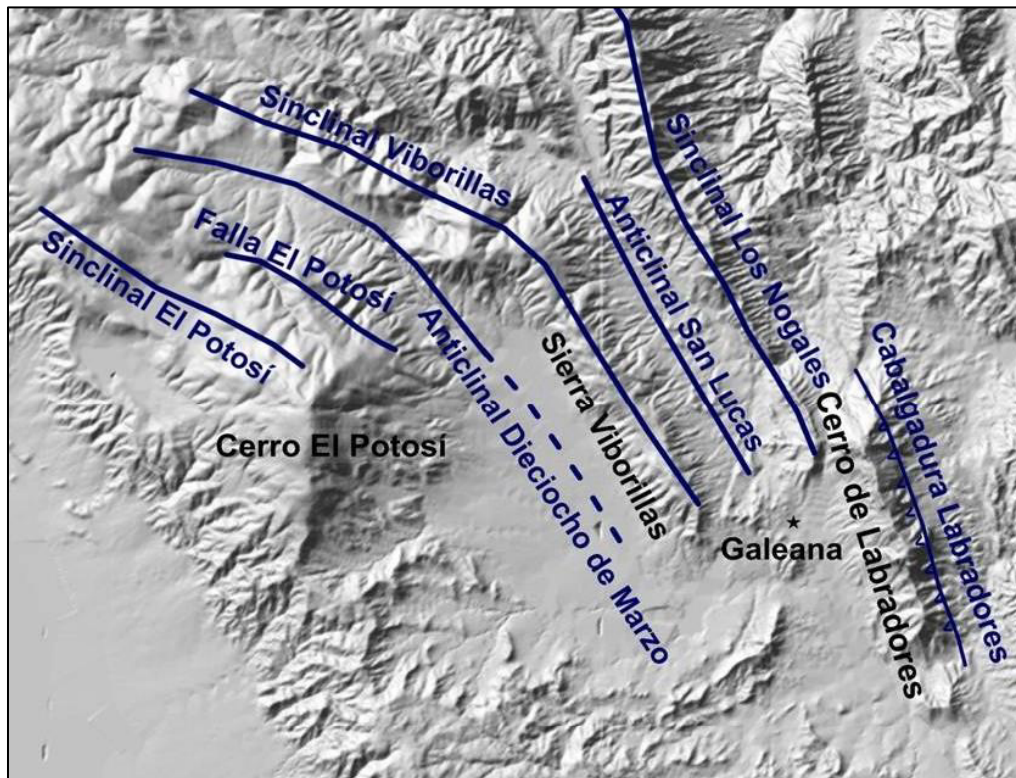 Sinclinal Viborillas
Sinclinal Los Nogales
Anticlinal San Lucas
Falla El Potosí
Sinclinal El Potosí
Anticlinal Dieciocho de Marzo
Sierra Viborillas
Cabalgadura Labradores
Cerro de Labradores
Cerro El Potosí
Galeana